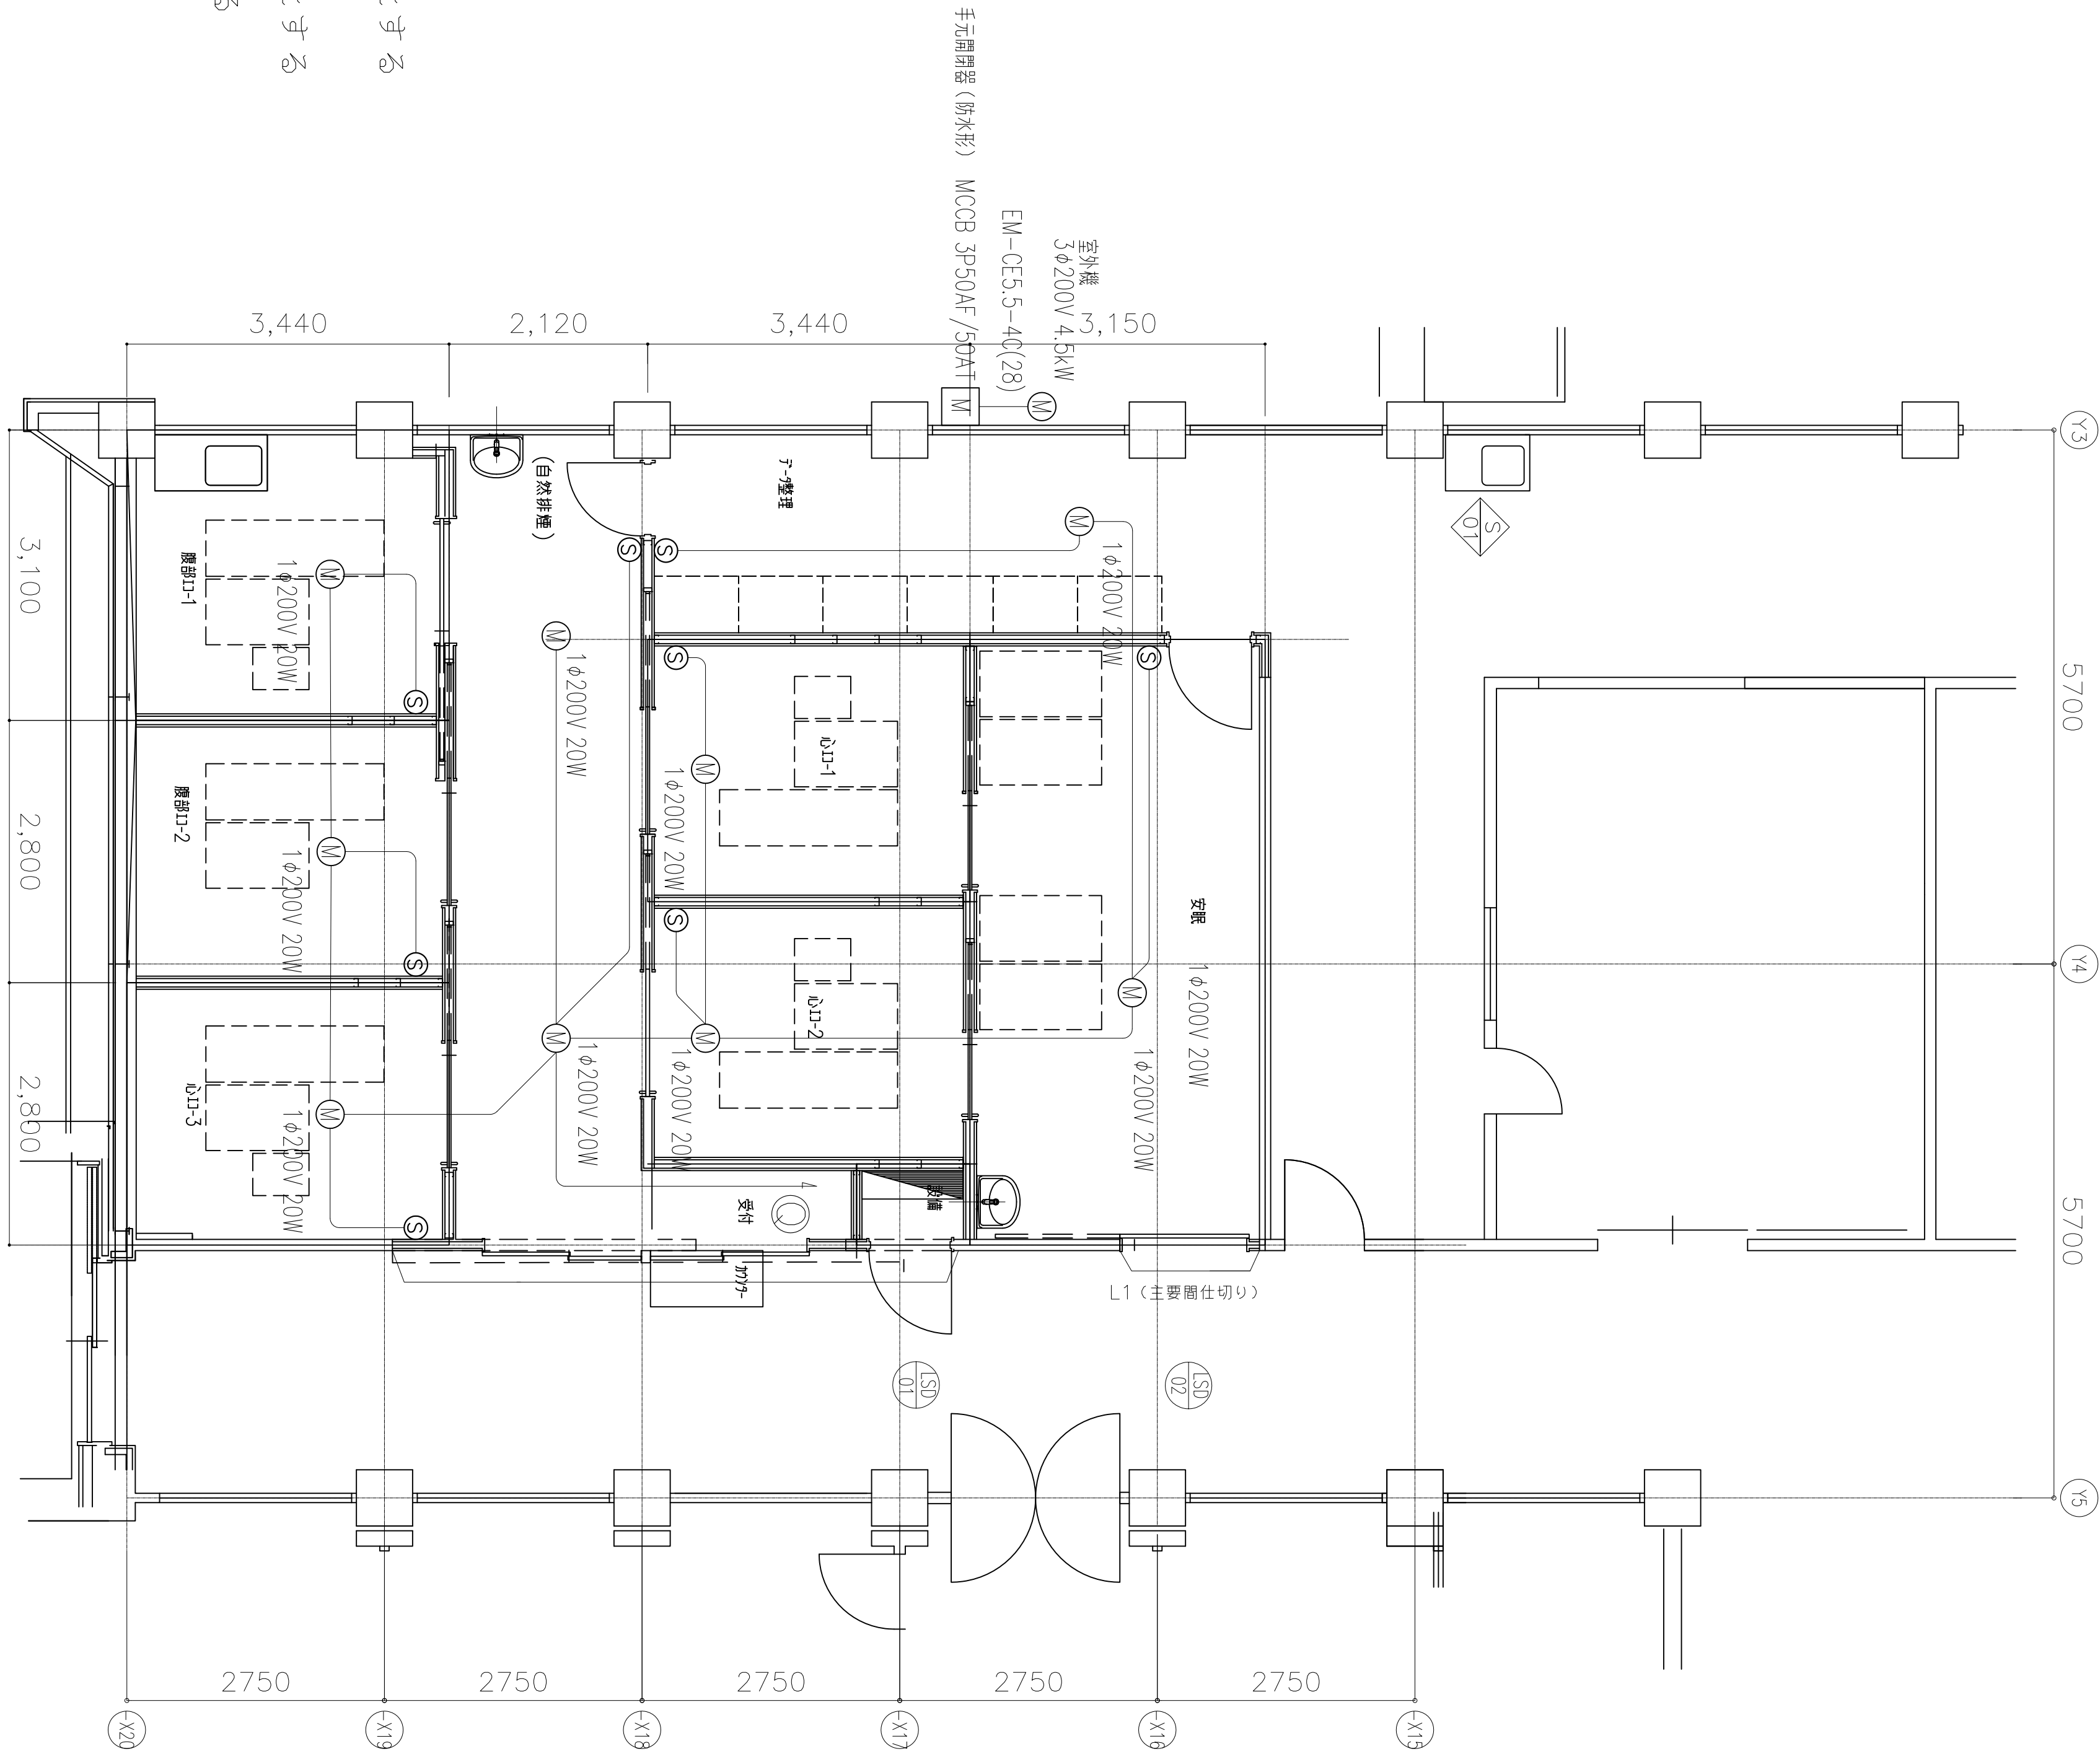 とする
とする
る
手元開閉器（防水形） MCCB 3P50AF/50AT
EM-CE5.5-4C(28)
室外機
3φ200V 4.5kW
3,440
2,120
3,440
3,150
M
M
Y3
S
01
(自然排煙)
データ整理
S
S
M
1φ200V 20W
3,100
腹部エコー1
1φ200V 20W
M
S
M
1φ200V 20W
S
M
1φ200V 20W
心エコー1
S
5700
2,800
腹部エコー2
1φ200V 20W
M
S
S
安眠
1φ200V 20W
M
Y4
2,800
心エコー3
1φ200V 20W
M
S
M
1φ200V 20W
M
1φ200V 20W
心エコー2
1φ200V 20W
5700
4
受付
設備
カウンター
L1（主要間仕切り）
LSD
01
LSD
02
Y5
2750
2750
2750
2750
2750
X20
X19
X18
X17
X16
X15